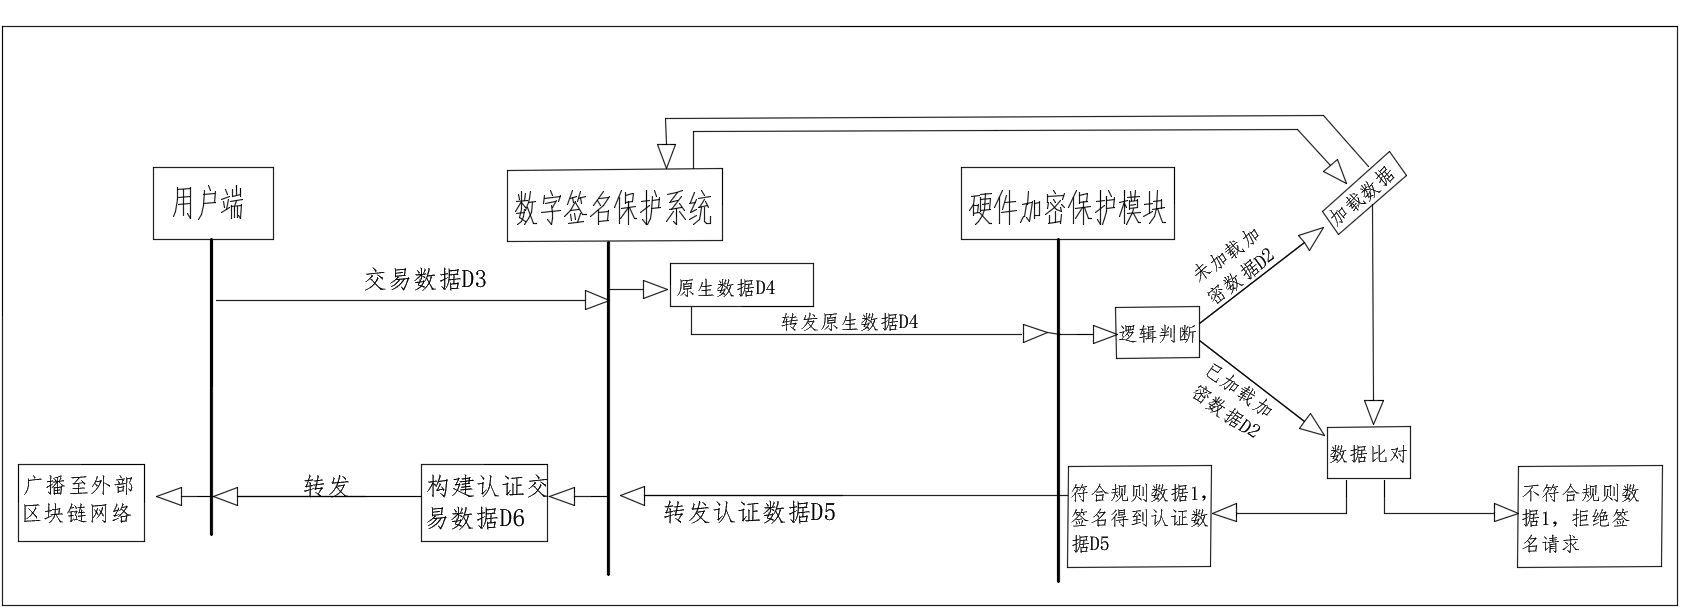 用户端
数字签名保护系统
硬件加密保护模块
加载数据
交易数据D3
原生数据D4
转发原生数据D4
逻辑判断
未加载加
密数据D2
已加载加
密数据D2
数据比对
广播至外部
区块链网络
转发
构建认证交
易数据D6
转发认证数据D5
符合规则数据1，
签名得到认证数
据D5
不符合规则数
据1，拒绝签
名请求